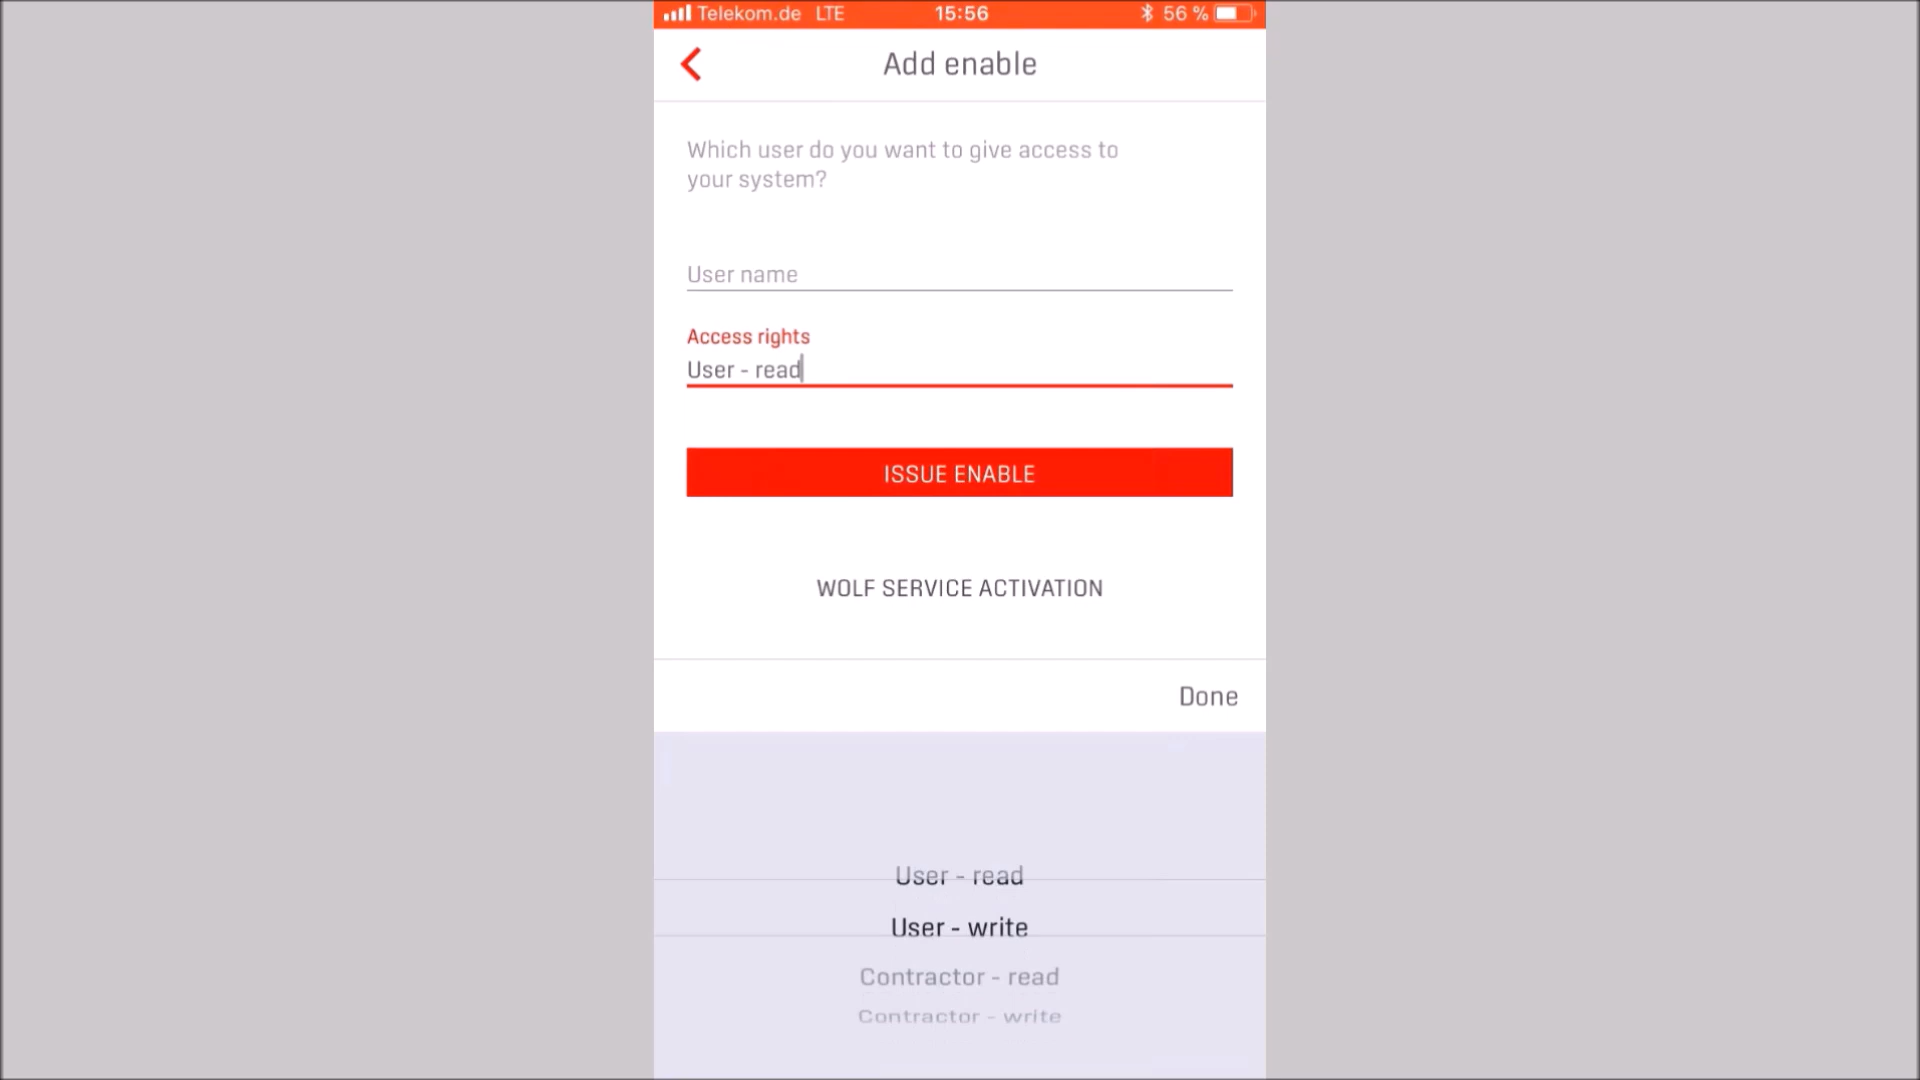 Telekom.de LTE 15:56 56 %
Add enable
Which user do you want to give access to
your system?
User name
Access rights
User - read
ISSUE ENABLE
WOLF SERVICE ACTIVATION
Done
User - read
User - write
Contractor - read
Contractor - write